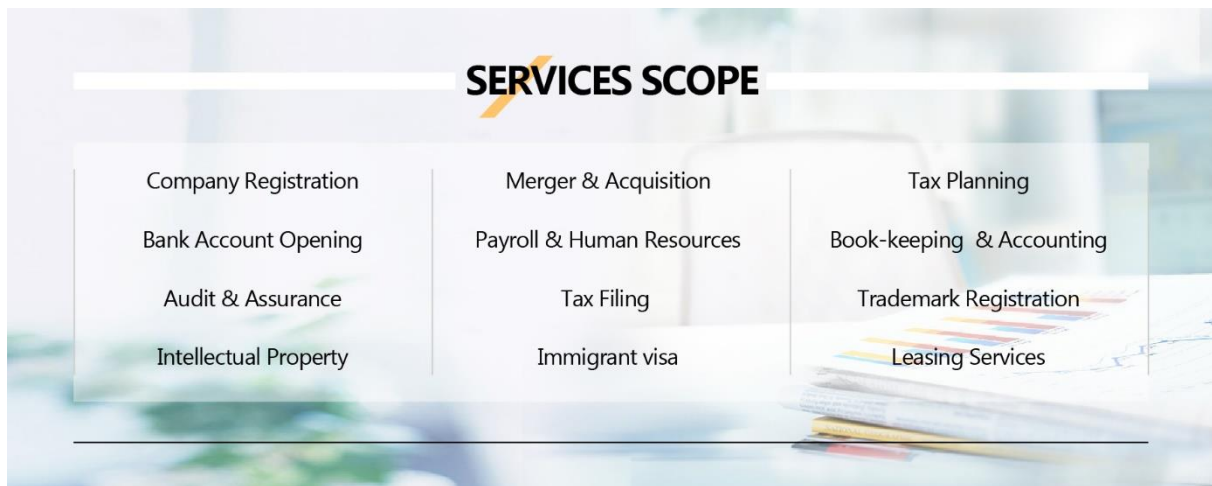 SERVICES SCOPE
Company Registration
Merger & Acquisition
Tax Planning
Bank Account Opening
Payroll & Human Resources
Book-keeping & Accounting
Audit & Assurance
Tax Filing
Trademark Registration
Intellectual Property
Immigrant visa
Leasing Services